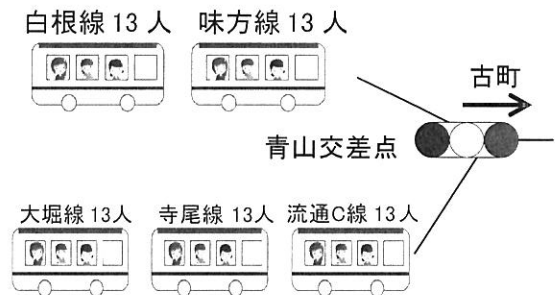 白根線 13 人
味方線 13 人
古町
青山交差点
大堀線 13人
寺尾線 13人
流通C線 13人